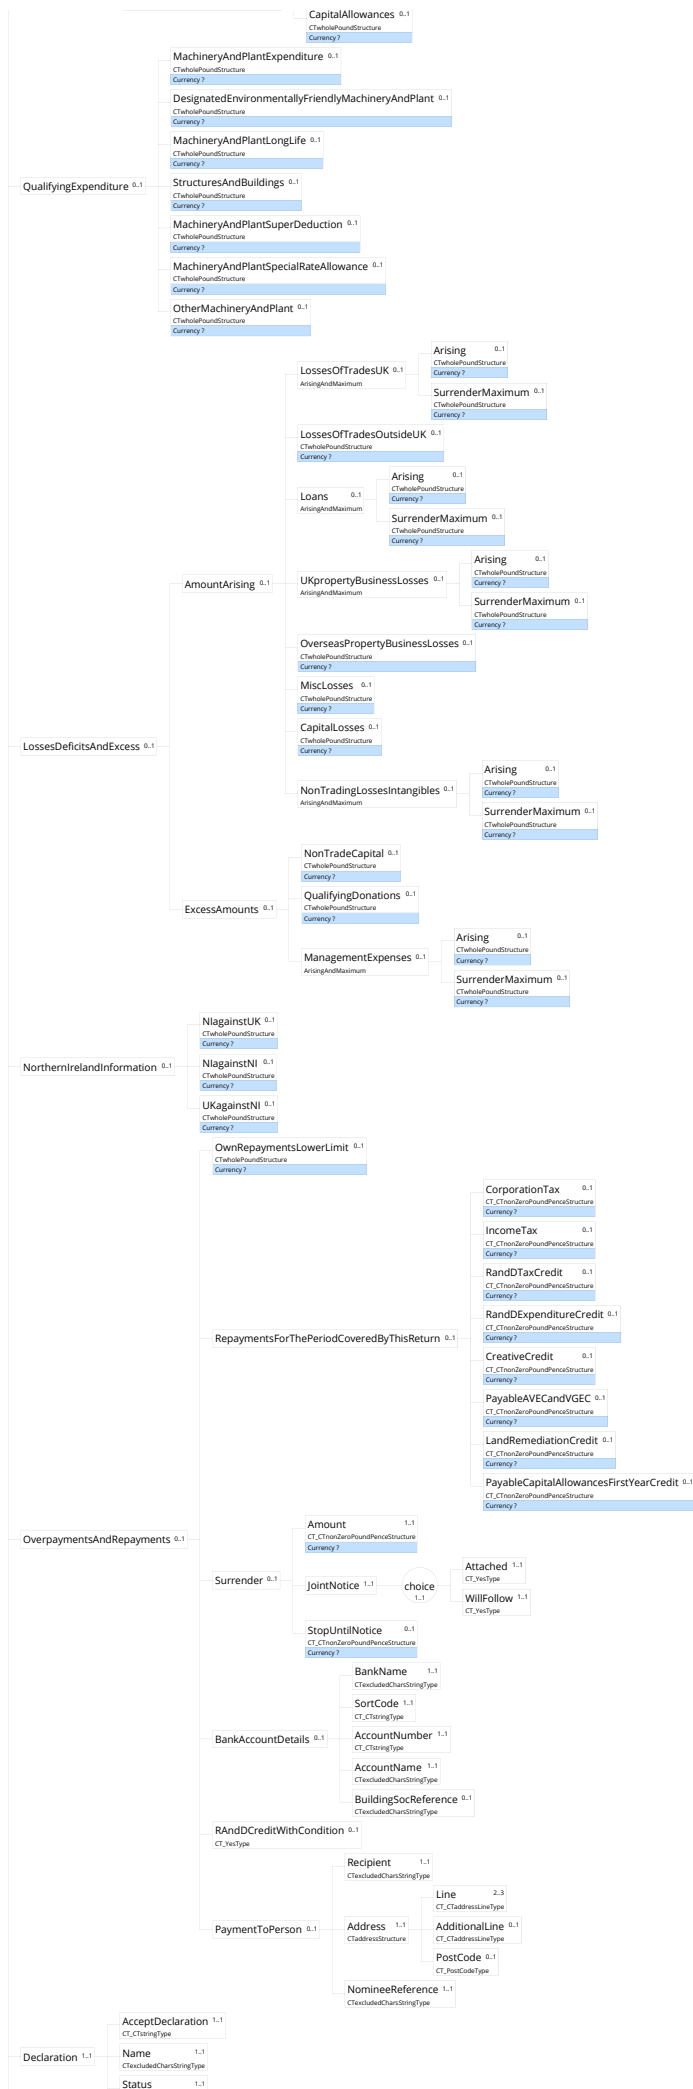 CapitalAllowances 0..1
CTwholePoundStructure
Currency ?
MachineryAndPlantExpenditure 0..1
CTwholePoundStructure
Currency ?
DesignatedEnvironmentallyFriendlyMachineryAndPlant 0..1
CTwholePoundStructure
Currency ?
MachineryAndPlantLongLife 0..1
CTwholePoundStructure
Currency ?
QualifyingExpenditure 0..1
StructuresAndBuildings 0..1
CTwholePoundStructure
Currency ?
MachineryAndPlantSuperDeduction 0..1
CTwholePoundStructure
Currency ?
MachineryAndPlantSpecialRateAllowance 0..1
CTwholePoundStructure
Currency ?
OtherMachineryAndPlant 0..1
CTwholePoundStructure
Currency ?
LossesOfTradesUK 0..1
ArisingAndMaximum
Arising 0..1
CTwholePoundStructure
Currency ?
SurrenderMaximum 0..1
CTwholePoundStructure
Currency ?
LossesOfTradesOutsideUK 0..1
CTwholePoundStructure
Currency ?
Loans 0..1
ArisingAndMaximum
Arising 0..1
CTwholePoundStructure
Currency ?
SurrenderMaximum 0..1
CTwholePoundStructure
Currency ?
AmountArising 0..1
UKpropertyBusinessLosses 0..1
ArisingAndMaximum
Arising 0..1
CTwholePoundStructure
Currency ?
SurrenderMaximum 0..1
CTwholePoundStructure
Currency ?
OverseasPropertyBusinessLosses 0..1
CTwholePoundStructure
Currency ?
MiscLosses 0..1
CTwholePoundStructure
Currency ?
CapitalLosses 0..1
CTwholePoundStructure
Currency ?
LossesDeficitsAndExcess 0..1
NonTradingLossesIntangibles 0..1
ArisingAndMaximum
Arising 0..1
CTwholePoundStructure
Currency ?
SurrenderMaximum 0..1
CTwholePoundStructure
Currency ?
NonTradeCapital 0..1
CTwholePoundStructure
Currency ?
ExcessAmounts 0..1
QualifyingDonations 0..1
CTwholePoundStructure
Currency ?
ManagementExpenses 0..1
ArisingAndMaximum
Arising 0..1
CTwholePoundStructure
Currency ?
SurrenderMaximum 0..1
CTwholePoundStructure
Currency ?
NIagainstUK 0..1
CTwholePoundStructure
Currency ?
NorthernIrelandInformation 0..1
NIagainstNI 0..1
CTwholePoundStructure
Currency ?
UKagainstNI 0..1
CTwholePoundStructure
Currency ?
OwnRepaymentsLowerLimit 0..1
CTwholePoundStructure
Currency ?
CorporationTax 0..1
CT_CTnonZeroPoundPenceStructure
Currency ?
IncomeTax 0..1
CT_CTnonZeroPoundPenceStructure
Currency ?
RandDTaxCredit 0..1
CT_CTnonZeroPoundPenceStructure
Currency ?
RandDExpenditureCredit 0..1
CT_CTnonZeroPoundPenceStructure
Currency ?
RepaymentsForThePeriodCoveredByThisReturn 0..1
CreativeCredit 0..1
CT_CTnonZeroPoundPenceStructure
Currency ?
PayableAVECandVGEC 0..1
CT_CTnonZeroPoundPenceStructure
Currency ?
LandRemediationCredit 0..1
CT_CTnonZeroPoundPenceStructure
Currency ?
PayableCapitalAllowancesFirstYearCredit 0..1
CT_CTnonZeroPoundPenceStructure
Currency ?
OverpaymentsAndRepayments 0..1
Amount 1..1
CT_CTnonZeroPoundPenceStructure
Currency ?
Surrender 0..1
JointNotice 1..1
choice
1..1
Attached 1..1
CT_YesType
WillFollow 1..1
CT_YesType
StopUntilNotice 0..1
CT_CTnonZeroPoundPenceStructure
Currency ?
BankName 1..1
CTexcludedCharsStringType
SortCode 1..1
CT_CTstringType
BankAccountDetails 0..1
AccountNumber 1..1
CT_CTstringType
AccountName 1..1
CTexcludedCharsStringType
BuildingSocReference 0..1
CTexcludedCharsStringType
RAndDCreditWithCondition 0..1
CT_YesType
Recipient 1..1
CTexcludedCharsStringType
PaymentToPerson 0..1
Address 1..1
CTaddressStructure
Line 2..3
CT_CTaddressLineType
AdditionalLine 0..1
CT_CTaddressLineType
PostCode 0..1
CT_PostCodeType
NomineeReference 1..1
CTexcludedCharsStringType
AcceptDeclaration 1..1
CT_CTstringType
Declaration 1..1
Name 1..1
CTexcludedCharsStringType
Status 1..1